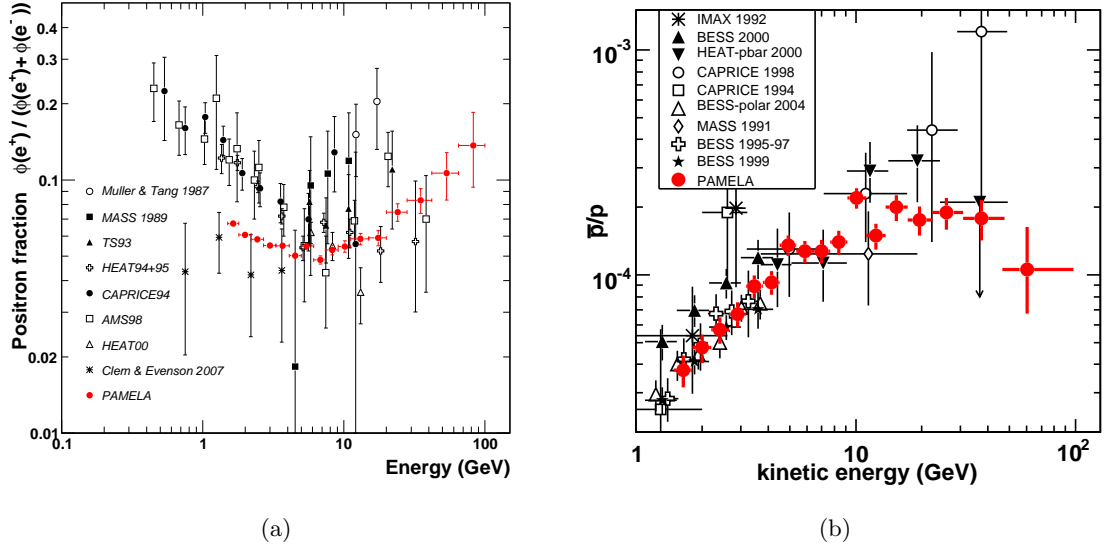 Positron fraction φ(e⁺) / (φ(e⁺)+ φ(e⁻))
0.4
0.3
0.2
0.1
0.02
0.01
Muller & Tang 1987
MASS 1989
TS93
HEAT94+95
CAPRICE94
AMS98
HEAT00
Clem & Evenson 2007
PAMELA
0.1
1
10
100
Energy (GeV)
(a)
p̅/p
10⁻³
10⁻⁴
IMAX 1992
BESS 2000
HEAT-pbar 2000
CAPRICE 1998
CAPRICE 1994
BESS-polar 2004
MASS 1991
BESS 1995-97
BESS 1999
PAMELA
1
10
10²
kinetic energy (GeV)
(b)